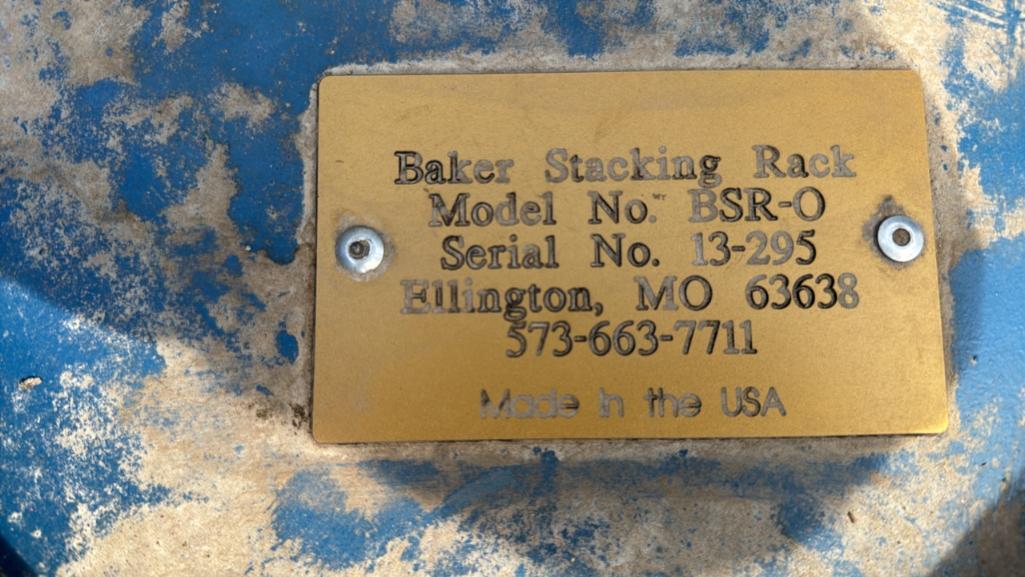 Baker Stacking Rack
Model No. BSR-O
Serial No. 13-295
Ellington, MO 63638
573-663-7711
Made in the USA